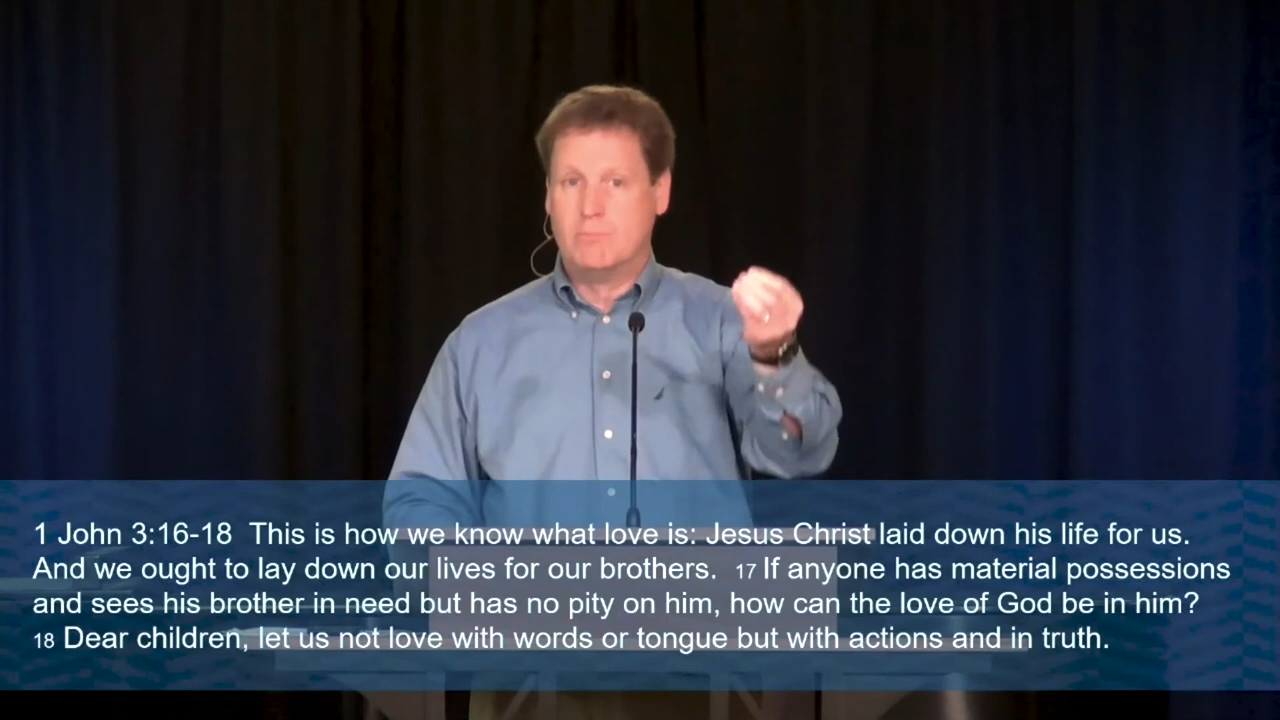 1 John 3:16-18 This is how we know what love is: Jesus Christ laid down his life for us.
And we ought to lay down our lives for our brothers. 17 If anyone has material possessions
and sees his brother in need but has no pity on him, how can the love of God be in him?
18 Dear children, let us not love with words or tongue but with actions and in truth.